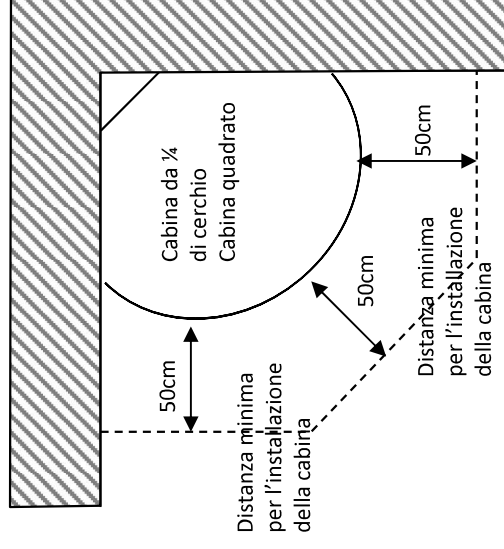 Cabina da ¼
di cerchio
Cabina quadrato
50cm
50cm
50cm
Distanza minima
per l’installazione
della cabina
Distanza minima
per l’installazione
della cabina